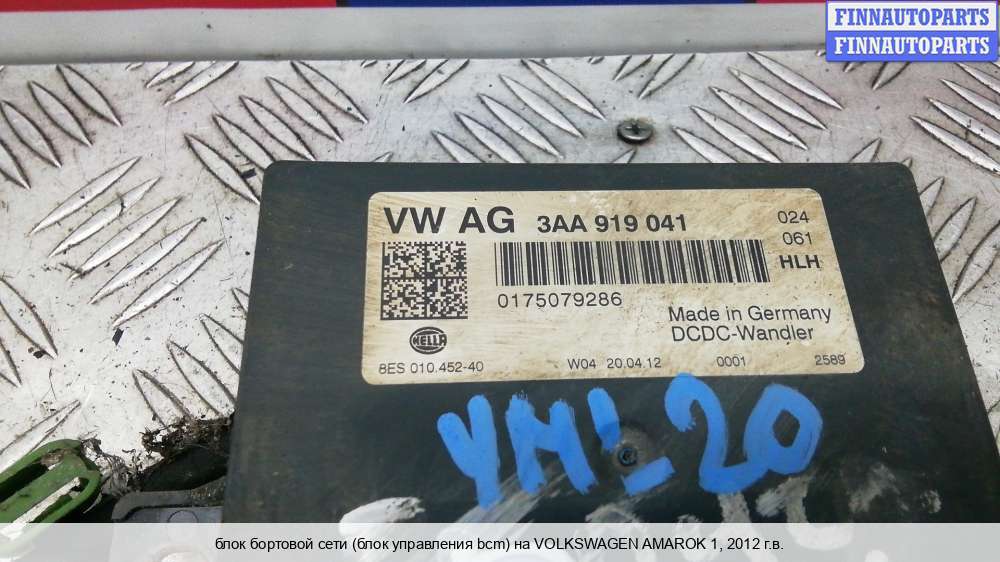 FINNAUTOPARTS
FINNAUTOPARTS
VW AG 3AA 919 041
024
061
HLH
0175079286
Made in Germany
DCDC-Wandler
HELLA
8ES 010.452-40 W04 20.04.12 0001 2589
блок бортовой сети (блок управления bcm) на VOLKSWAGEN AMAROK 1, 2012 г.в.